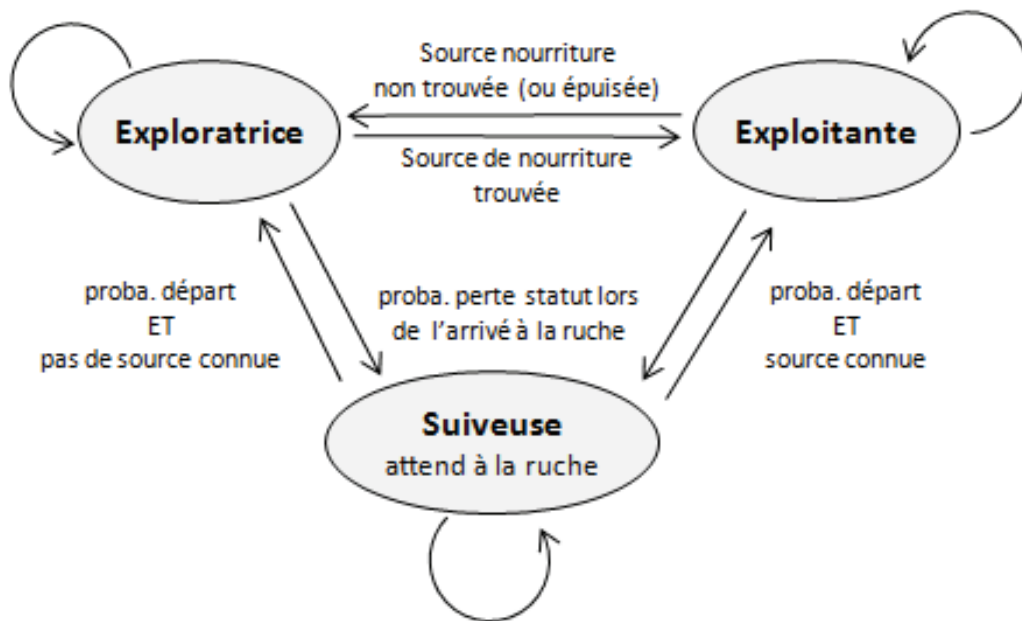 Source nourriture
non trouvée (ou épuisée)
Exploratrice
Exploitante
Source de nourriture
trouvée
proba. départ
ET
pas de source connue
proba. perte statut lors
de l'arrivé à la ruche
proba. départ
ET
source connue
Suiveuse
attend à la ruche